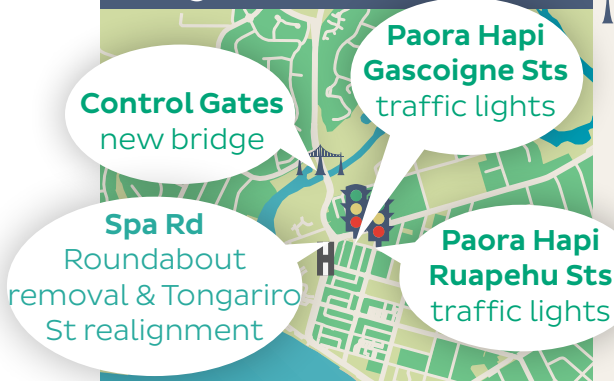 Paora Hapi
Gascoigne Sts
traffic lights
Control Gates
new bridge
Spa Rd
Roundabout
removal & Tongariro
St realignment
Paora Hapi
Ruapehu Sts
traffic lights